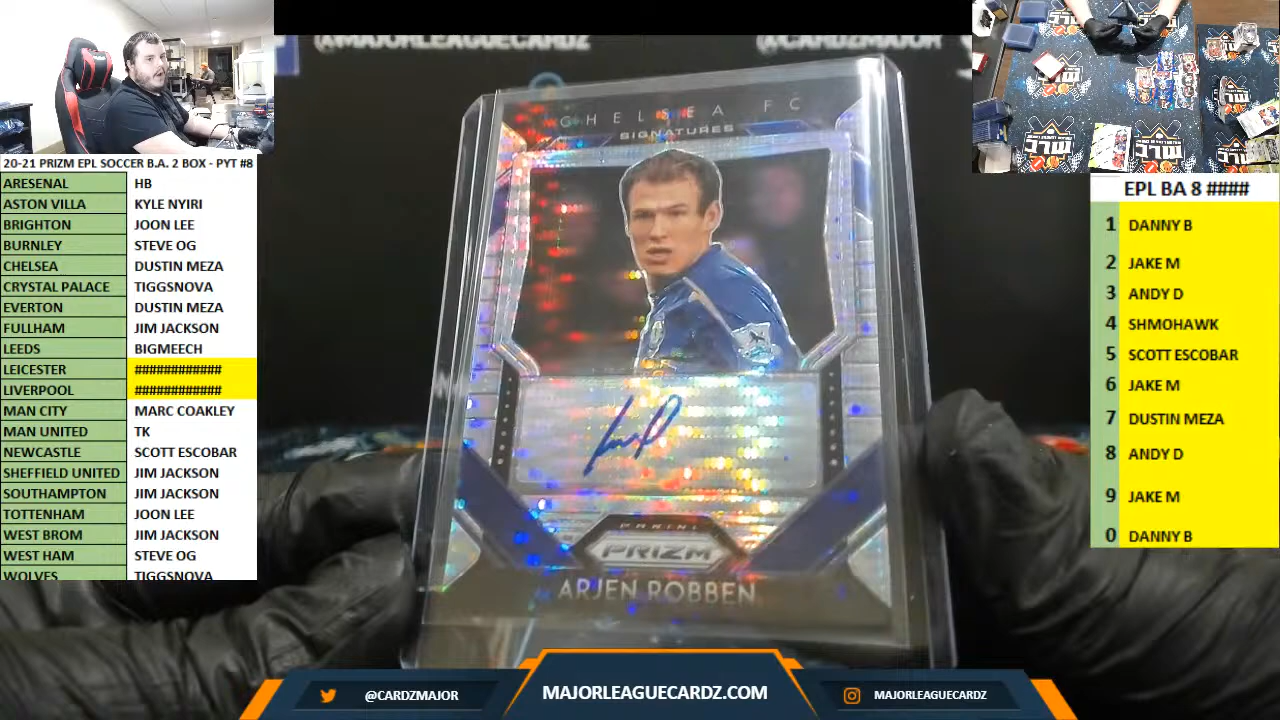 @MAJORLEAGUECARDZ
@CARDZMAJOR
CHELSEA FC
SIGNATURES
PANINI
PRIZM
ARJEN ROBBEN
20-21 PRIZM EPL SOCCER B.A. 2 BOX - PYT #8
ARESENAL HB
ASTON VILLA KYLE NYIRI
BRIGHTON JOON LEE
BURNLEY STEVE OG
CHELSEA DUSTIN MEZA
CRYSTAL PALACE TIGGSNOVA
EVERTON DUSTIN MEZA
FULLHAM JIM JACKSON
LEEDS BIGMEECH
LEICESTER ############
LIVERPOOL ############
MAN CITY MARC COAKLEY
MAN UNITED TK
NEWCASTLE SCOTT ESCOBAR
SHEFFIELD UNITED JIM JACKSON
SOUTHAMPTON JIM JACKSON
TOTTENHAM JOON LEE
WEST BROM JIM JACKSON
WEST HAM STEVE OG
WOLVES TIGGSNOVA
EPL BA 8 ####
1 DANNY B
2 JAKE M
3 ANDY D
4 SHMOHAWK
5 SCOTT ESCOBAR
6 JAKE M
7 DUSTIN MEZA
8 ANDY D
9 JAKE M
0 DANNY B
@CARDZMAJOR
MAJORLEAGUECARDZ.COM
MAJORLEAGUECARDZ